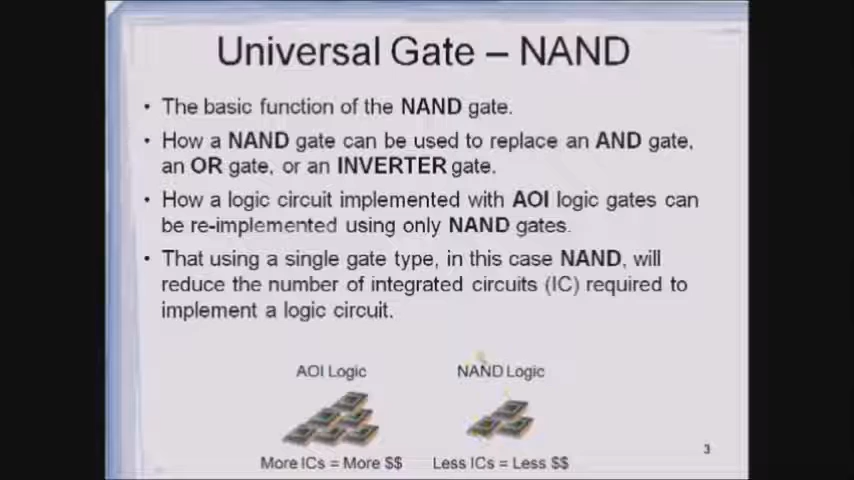 Universal Gate – NAND
• The basic function of the NAND gate.
• How a NAND gate can be used to replace an AND gate,
an OR gate, or an INVERTER gate.
• How a logic circuit implemented with AOI logic gates can
be re-implemented using only NAND gates.
• That using a single gate type, in this case NAND, will
reduce the number of integrated circuits (IC) required to
implement a logic circuit.
AOI Logic
NAND Logic
More ICs = More $$
Less ICs = Less $$
3